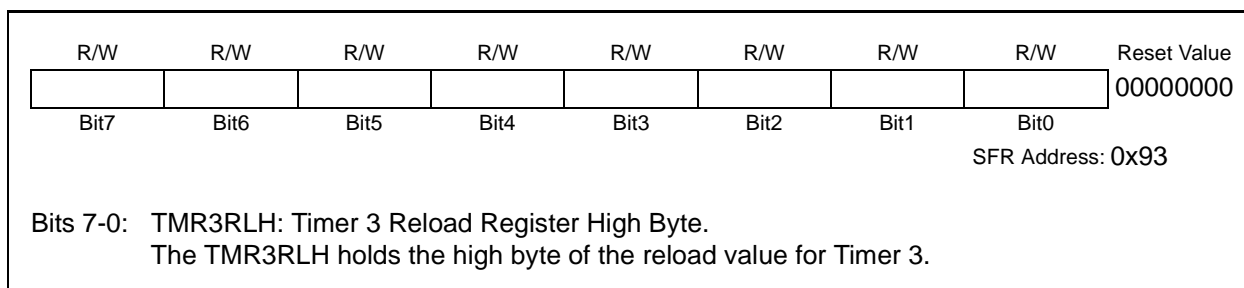 R/W R/W R/W R/W R/W R/W R/W R/W Reset Value
00000000
Bit7 Bit6 Bit5 Bit4 Bit3 Bit2 Bit1 Bit0
SFR Address: 0x93
Bits 7-0: TMR3RLH: Timer 3 Reload Register High Byte.
The TMR3RLH holds the high byte of the reload value for Timer 3.